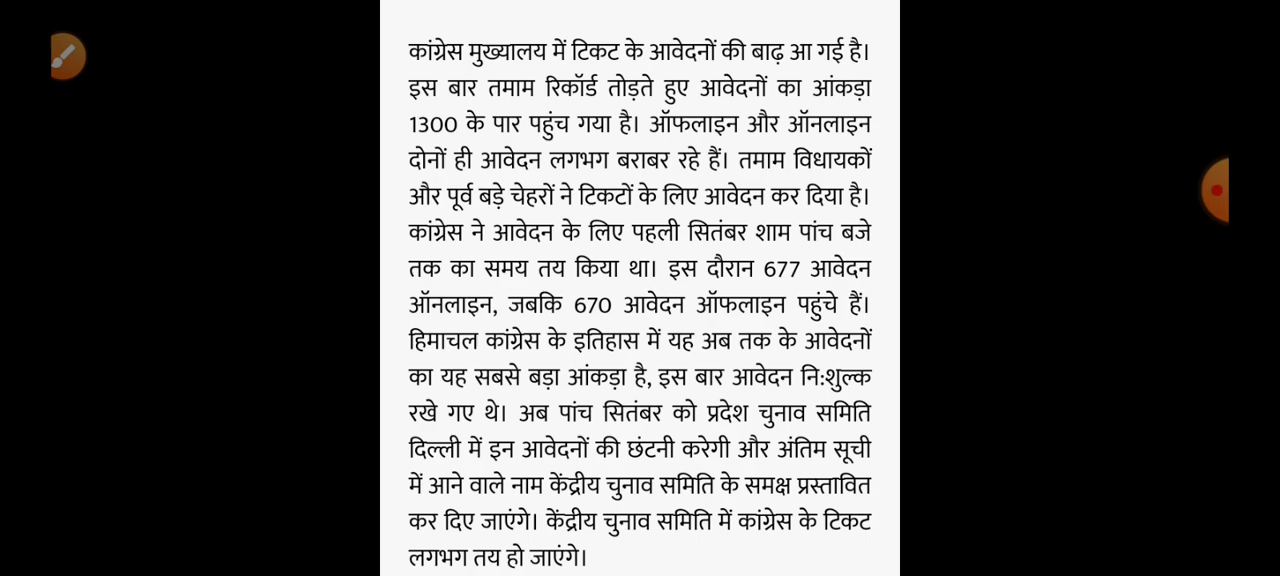 कांग्रेस मुख्यालय में टिकट के आवेदनों की बाढ़ आ गई है।
इस बार तमाम रिकॉर्ड तोड़ते हुए आवेदनों का आंकड़ा
1300 के पार पहुंच गया है। ऑफलाइन और ऑनलाइन
दोनों ही आवेदन लगभग बराबर रहे हैं। तमाम विधायकों
और पूर्व बड़े चेहरों ने टिकटों के लिए आवेदन कर दिया है।
कांग्रेस ने आवेदन के लिए पहली सितंबर शाम पांच बजे
तक का समय तय किया था। इस दौरान 677 आवेदन
ऑनलाइन, जबकि 670 आवेदन ऑफलाइन पहुंचे हैं।
हिमाचल कांग्रेस के इतिहास में यह अब तक के आवेदनों
का यह सबसे बड़ा आंकड़ा है, इस बार आवेदन नि:शुल्क
रखे गए थे। अब पांच सितंबर को प्रदेश चुनाव समिति
दिल्ली में इन आवेदनों की छंटनी करेगी और अंतिम सूची
में आने वाले नाम केंद्रीय चुनाव समिति के समक्ष प्रस्तावित
कर दिए जाएंगे। केंद्रीय चुनाव समिति में कांग्रेस के टिकट
लगभग तय हो जाएंगे।